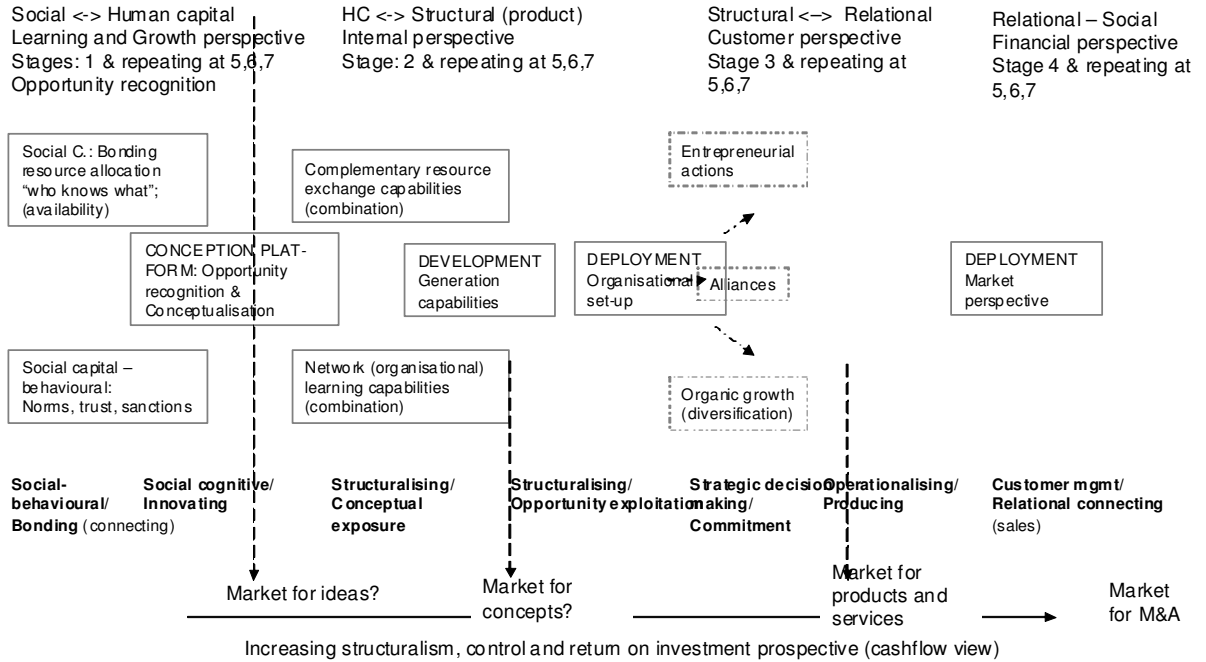 Social <-> Human capital
Learning and Growth perspective
Stages: 1 & repeating at 5,6,7
Opportunity recognition
HC <-> Structural (product)
Internal perspective
Stage: 2 & repeating at 5,6,7
Structural <–> Relational
Customer perspective
Stage 3 & repeating at
5,6,7
Relational – Social
Financial perspective
Stage 4 & repeating at
5,6,7
Social C.: Bonding
resource allocation
“who knows what”;
(availability)
Complementary resource
exchange capabilities
(combination)
Entrepreneurial
actions
CONCEPTION PLAT-
FORM: Opportunity
recognition &
Conceptualisation
DEVELOPMENT
Generation
capabilities
DEPLOYMENT
Organisational
set-up
Alliances
DEPLOYMENT
Market
perspective
Social capital –
behavioural:
Norms, trust, sanctions
Network (organisational)
learning capabilities
(combination)
Organic growth
(diversification)
Social-
behavioural/
Bonding (connecting)
Social cognitive/
Innovating
Structuralising/
Conceptual
exposure
Structuralising/
Opportunity exploitation
Strategic decision
making/
Commitment
Operationalising/
Producing
Customer mgmt/
Relational connecting
(sales)
Market for ideas?
Market for
concepts?
Market for
products and
services
Market
for M&A
Increasing structuralism, control and return on investment prospective (cashflow view)